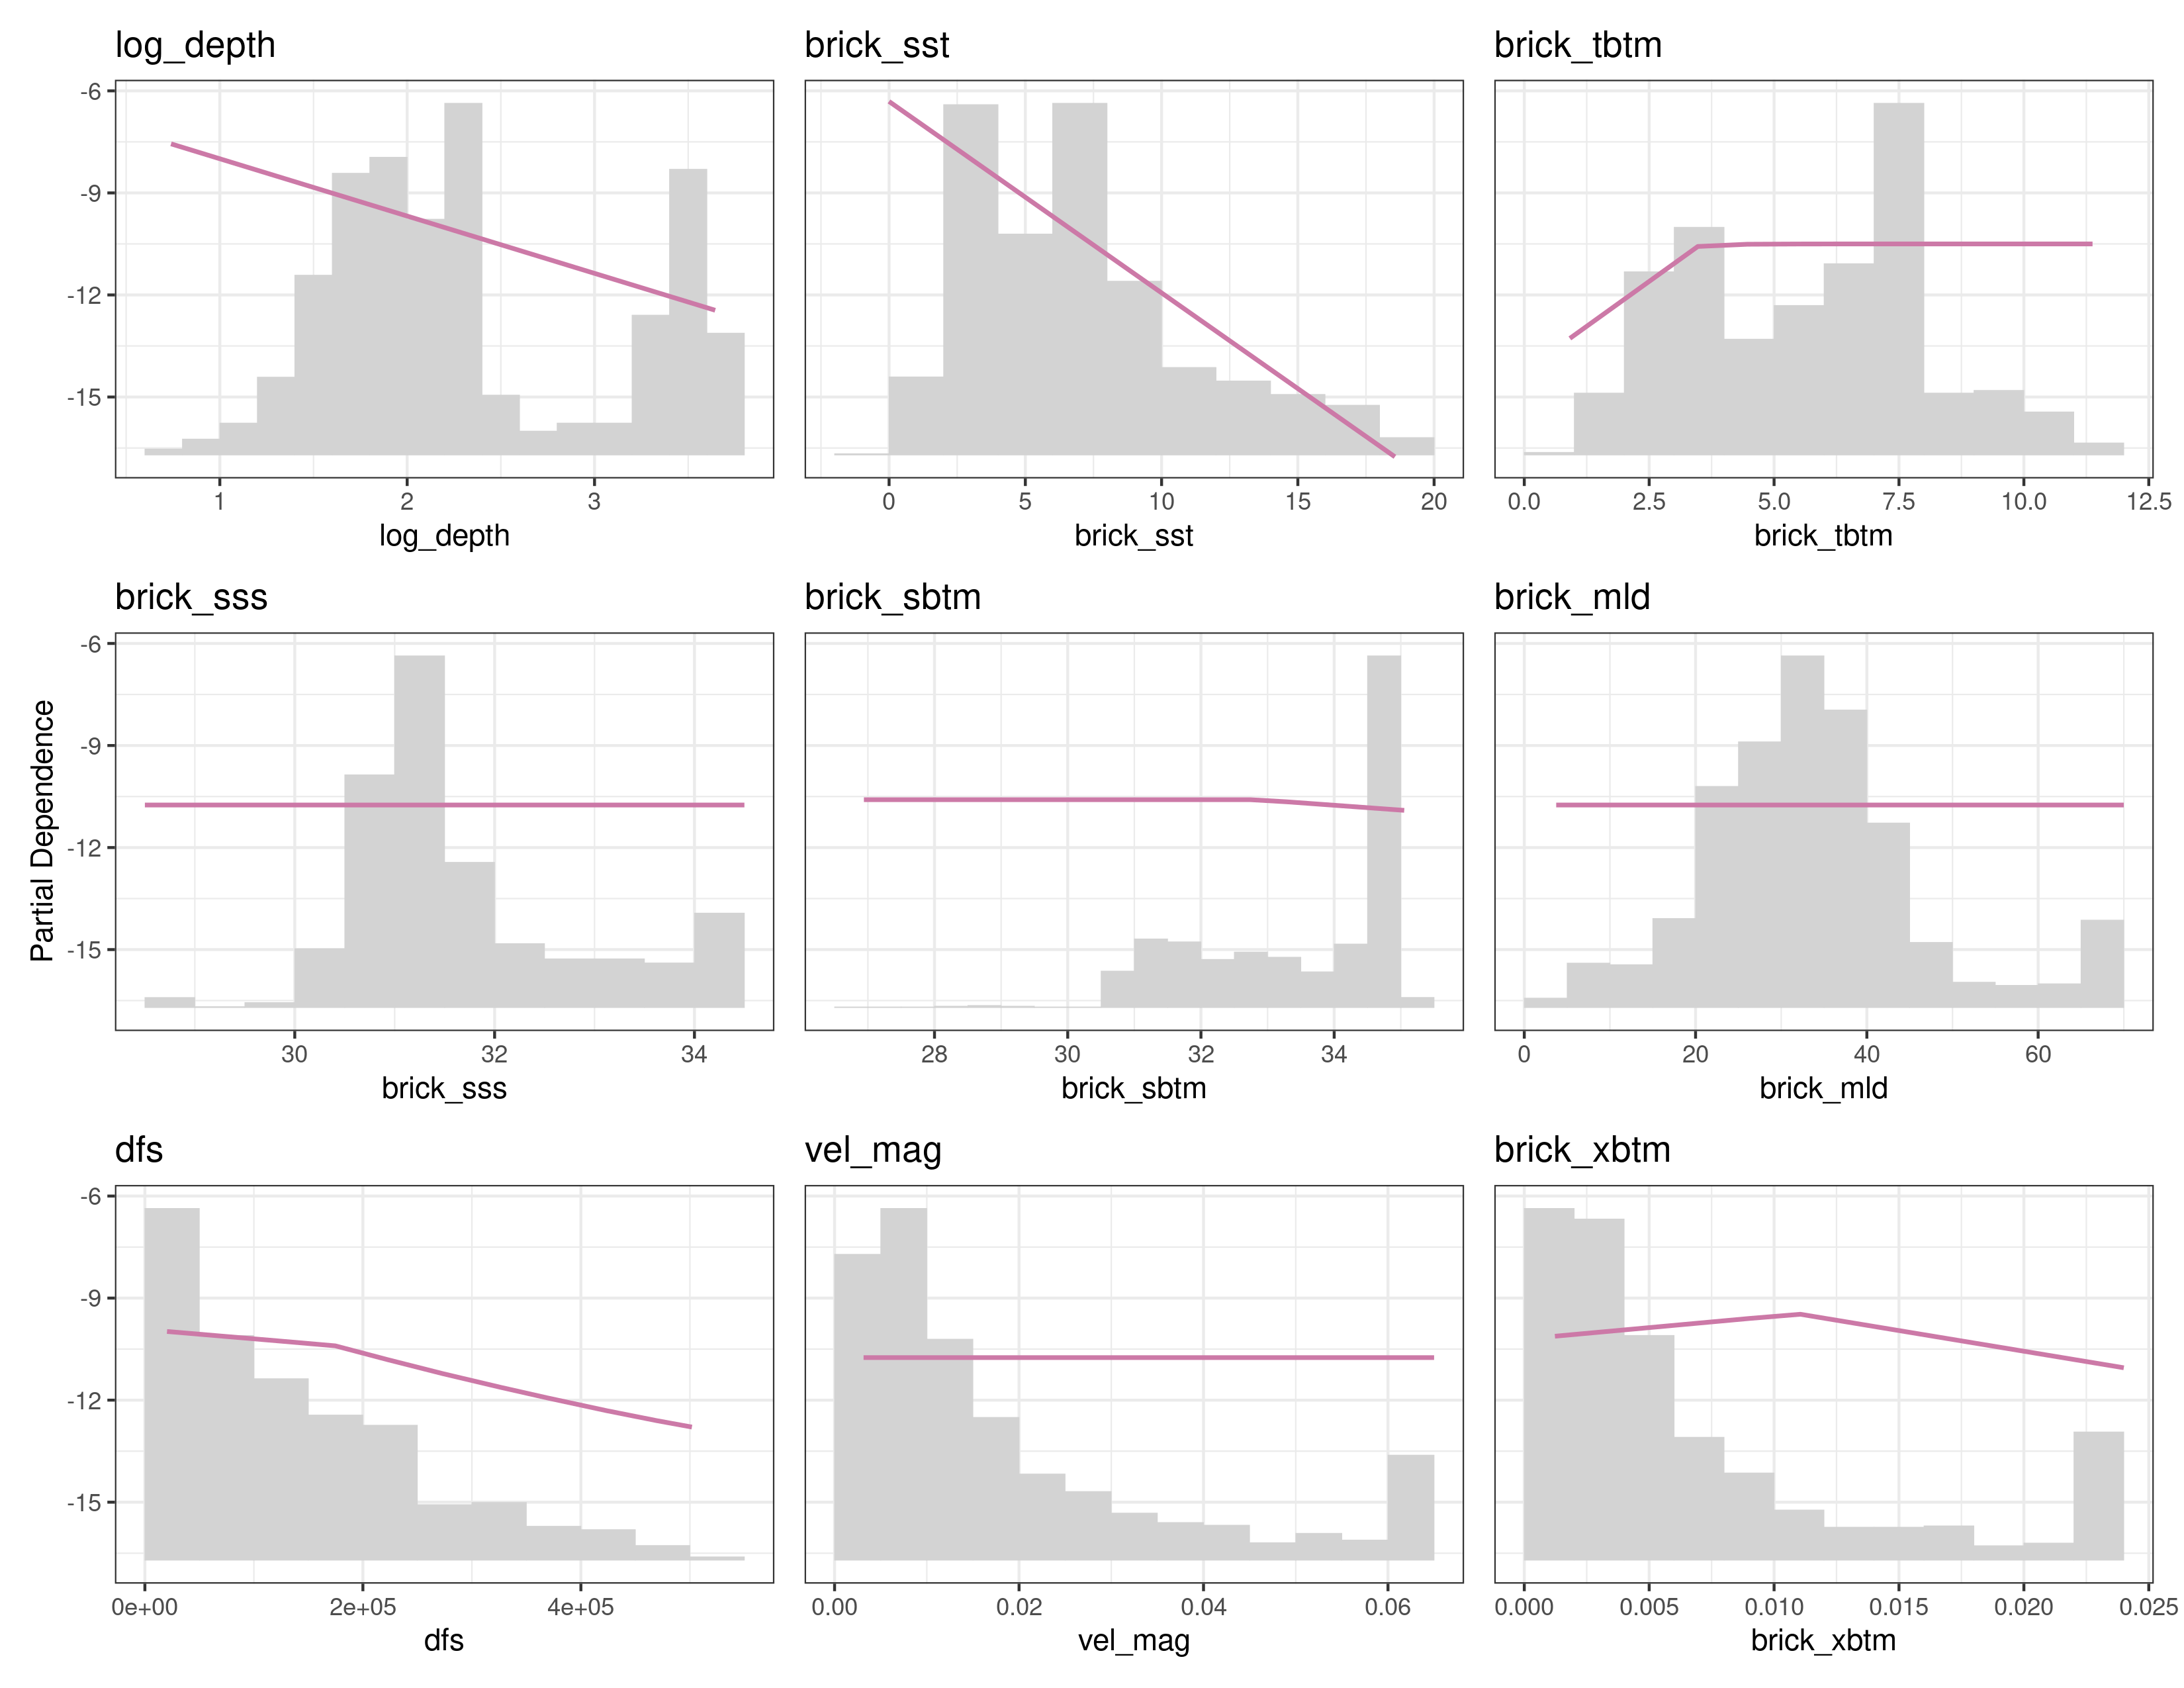 log_depth
brick_sst
brick_tbtm
-6
-9
-12
-15
1 2 3
0 5 10 15 20
0.0 2.5 5.0 7.5 10.0 12.5
log_depth
brick_sst
brick_tbtm
brick_sss
brick_sbtm
brick_mld
Partial Dependence
-6
-9
-12
-15
30 32 34
28 30 32 34
0 20 40 60
brick_sss
brick_sbtm
brick_mld
dfs
vel_mag
brick_xbtm
-6
-9
-12
-15
0e+00 2e+05 4e+05
0.00 0.02 0.04 0.06
0.000 0.005 0.010 0.015 0.020 0.025
dfs
vel_mag
brick_xbtm